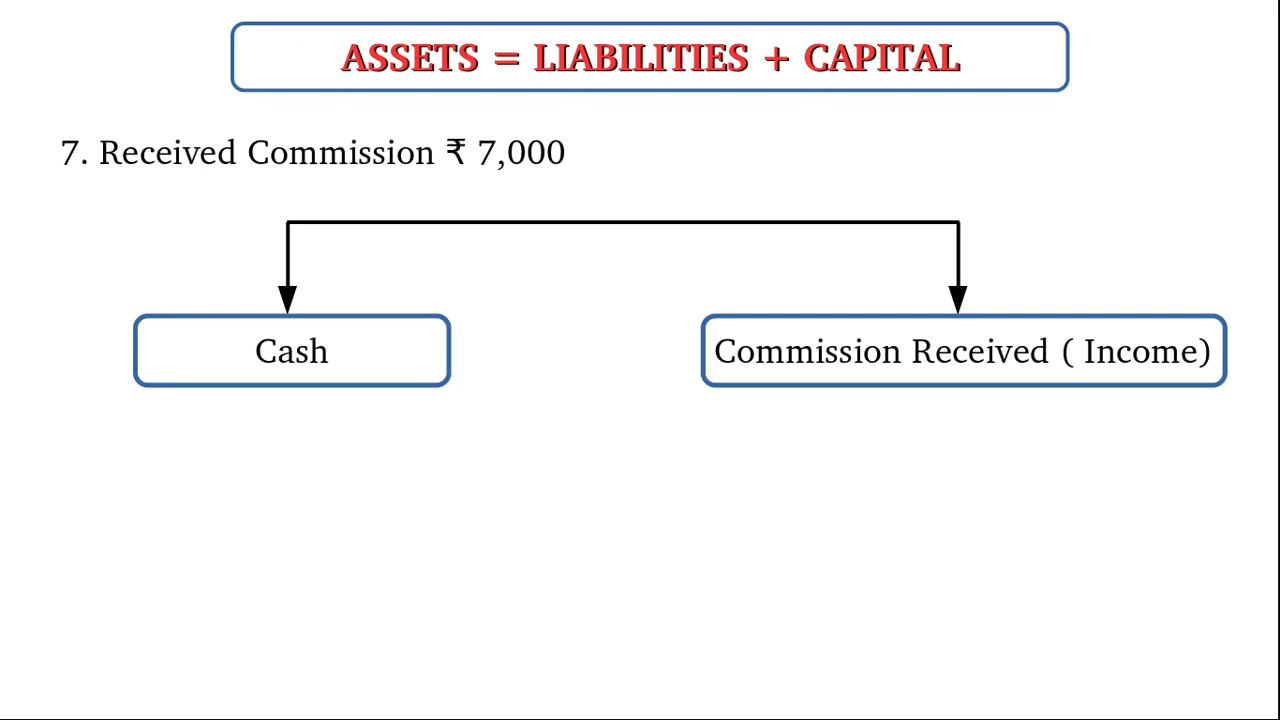 ASSETS = LIABILITIES + CAPITAL
7. Received Commission ₹ 7,000
Cash
Commission Received ( Income)